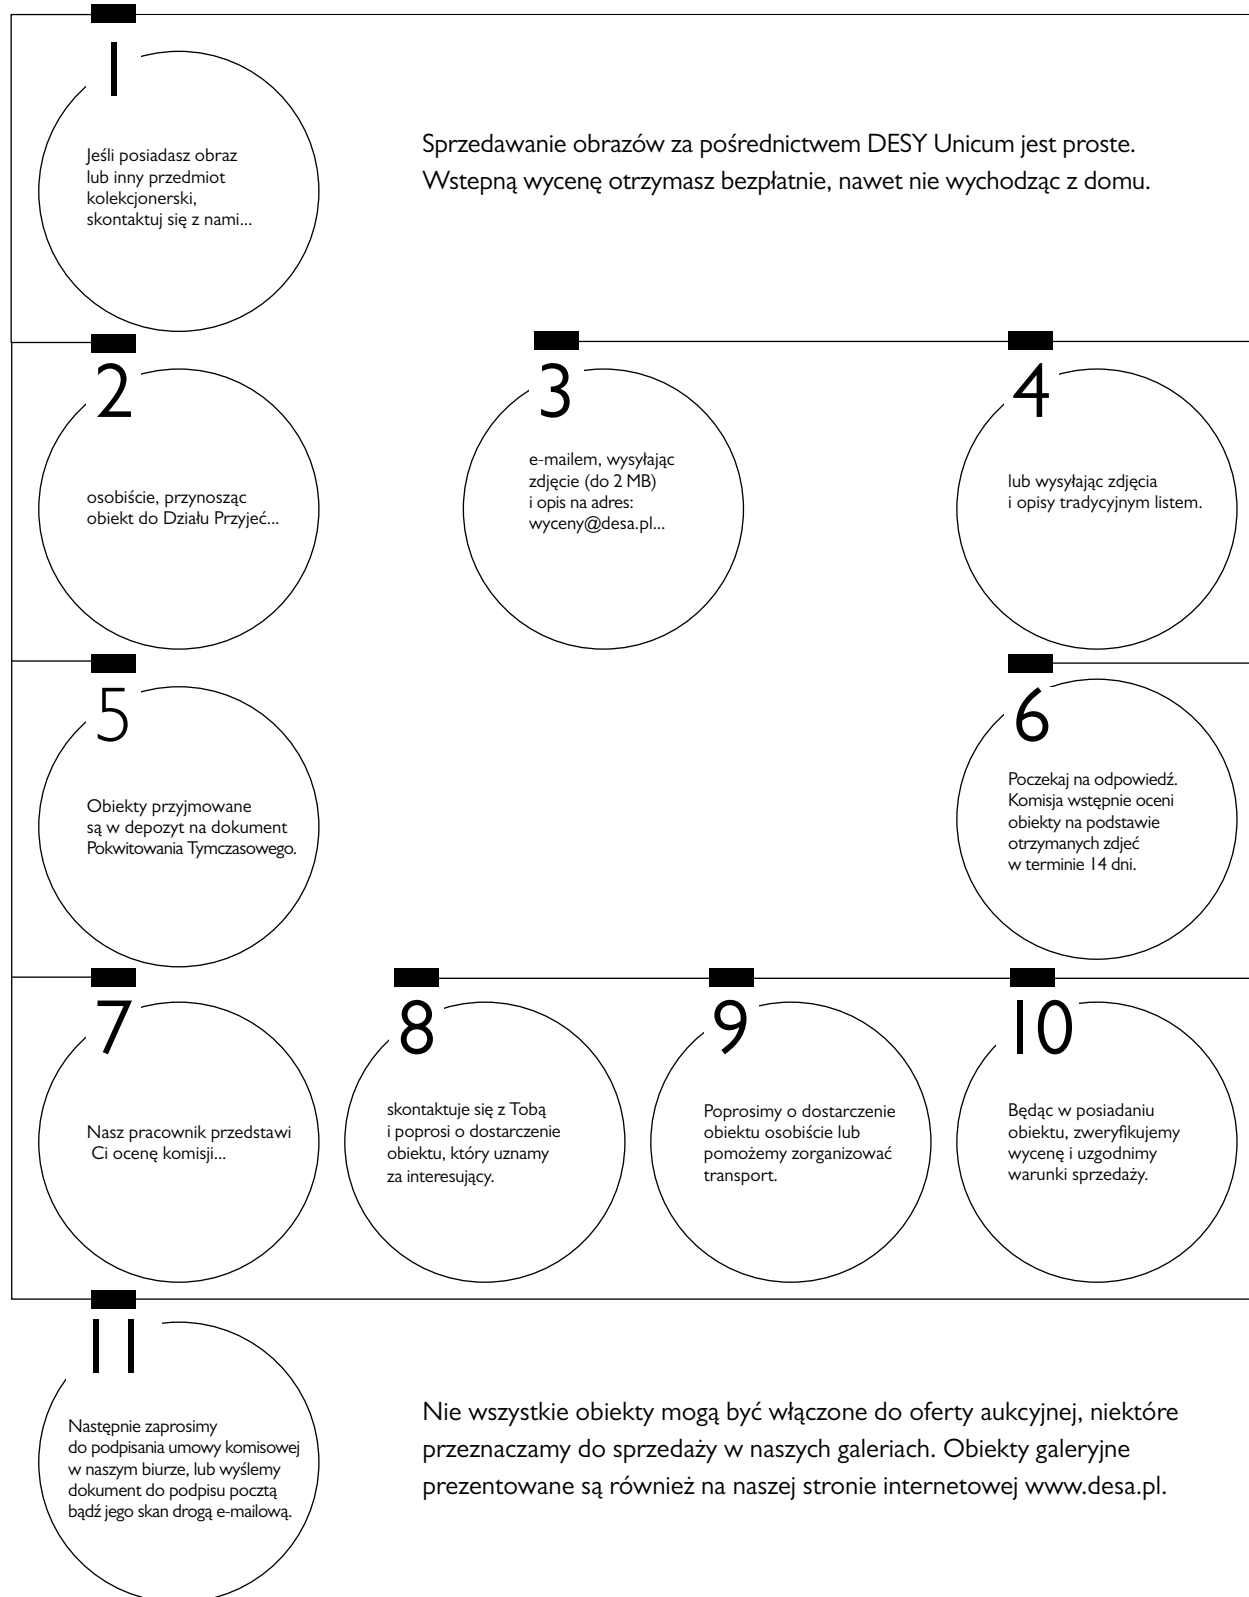 1
Jeśli posiadasz obraz
lub inny przedmiot
kolekcjonerski,
skontaktuj się z nami...
Sprzedawanie obrazów za pośrednictwem DESY Unicum jest proste.
Wstepną wycenę otrzymasz bezpłatnie, nawet nie wychodząc z domu.
2
osobiście, przynosząc
obiekt do Działu Przyjeć...
3
e-mailem, wysyłając
zdjęcie (do 2 MB)
i opis na adres:
wyceny@desa.pl...
4
lub wysyłając zdjęcia
i opisy tradycyjnym listem.
5
Obiekty przyjmowane
są w depozyt na dokument
Pokwitowania Tymczasowego.
6
Poczekaj na odpowiedź.
Komisja wstępnie oceni
obiekty na podstawie
otrzymanych zdjeć
w terminie 14 dni.
7
Nasz pracownik przedstawi
Ci ocenę komisji...
8
skontaktuje się z Tobą
i poprosi o dostarczenie
obiektu, który uznamy
za interesujący.
9
Poprosimy o dostarczenie
obiektu osobiście lub
pomożemy zorganizować
transport.
10
Będąc w posiadaniu
obiektu, zweryfikujemy
wycenę i uzgodnimy
warunki sprzedaży.
11
Następnie zaprosimy
do podpisania umowy komisowej
w naszym biurze, lub wyślemy
dokument do podpisu pocztą
bądź jego skan drogą e-mailową.
Nie wszystkie obiekty mogą być włączone do oferty aukcyjnej, niektóre
przeznaczamy do sprzedaży w naszych galeriach. Obiekty galeryjne
prezentowane są również na naszej stronie internetowej www.desa.pl.